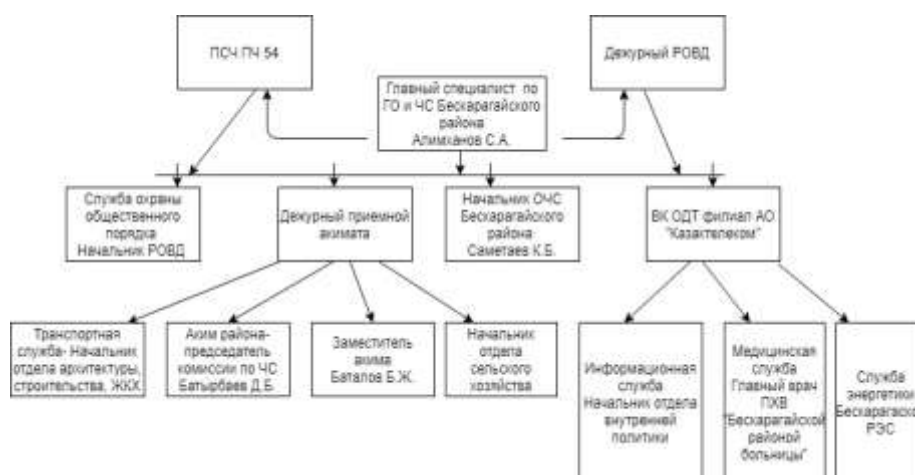 ПСЧ ПЧ 54
Дежурный РОВД
Главный специалист по
ГО и ЧС Бескарагайского
района
Алимханов С.А.
Служба охраны
общественного
порядка
Начальник РОВД
Дежурный приемной
акимата
Начальник ОЧС
Бескарагайского
района
Саметаев К.Б.
ВК ОДТ филиал АО
"Казактелеком"
Транспортная
служба- Начальник
отдела архитектуры,
строительства, ЖКХ
Аким района-
председатель
комиссии по ЧС
Батырбаев Д.Б.
Заместитель
акима
Баталов Б.Ж.
Начальник
отдела
сельского
хозяйства
Информационная
служба
Начальник отдела
внутренней
политики
Медицинская
служба
Главный врач
ПХВ
"Бескарагайской
районой
больницы"
Служба
энергетики
РЭС